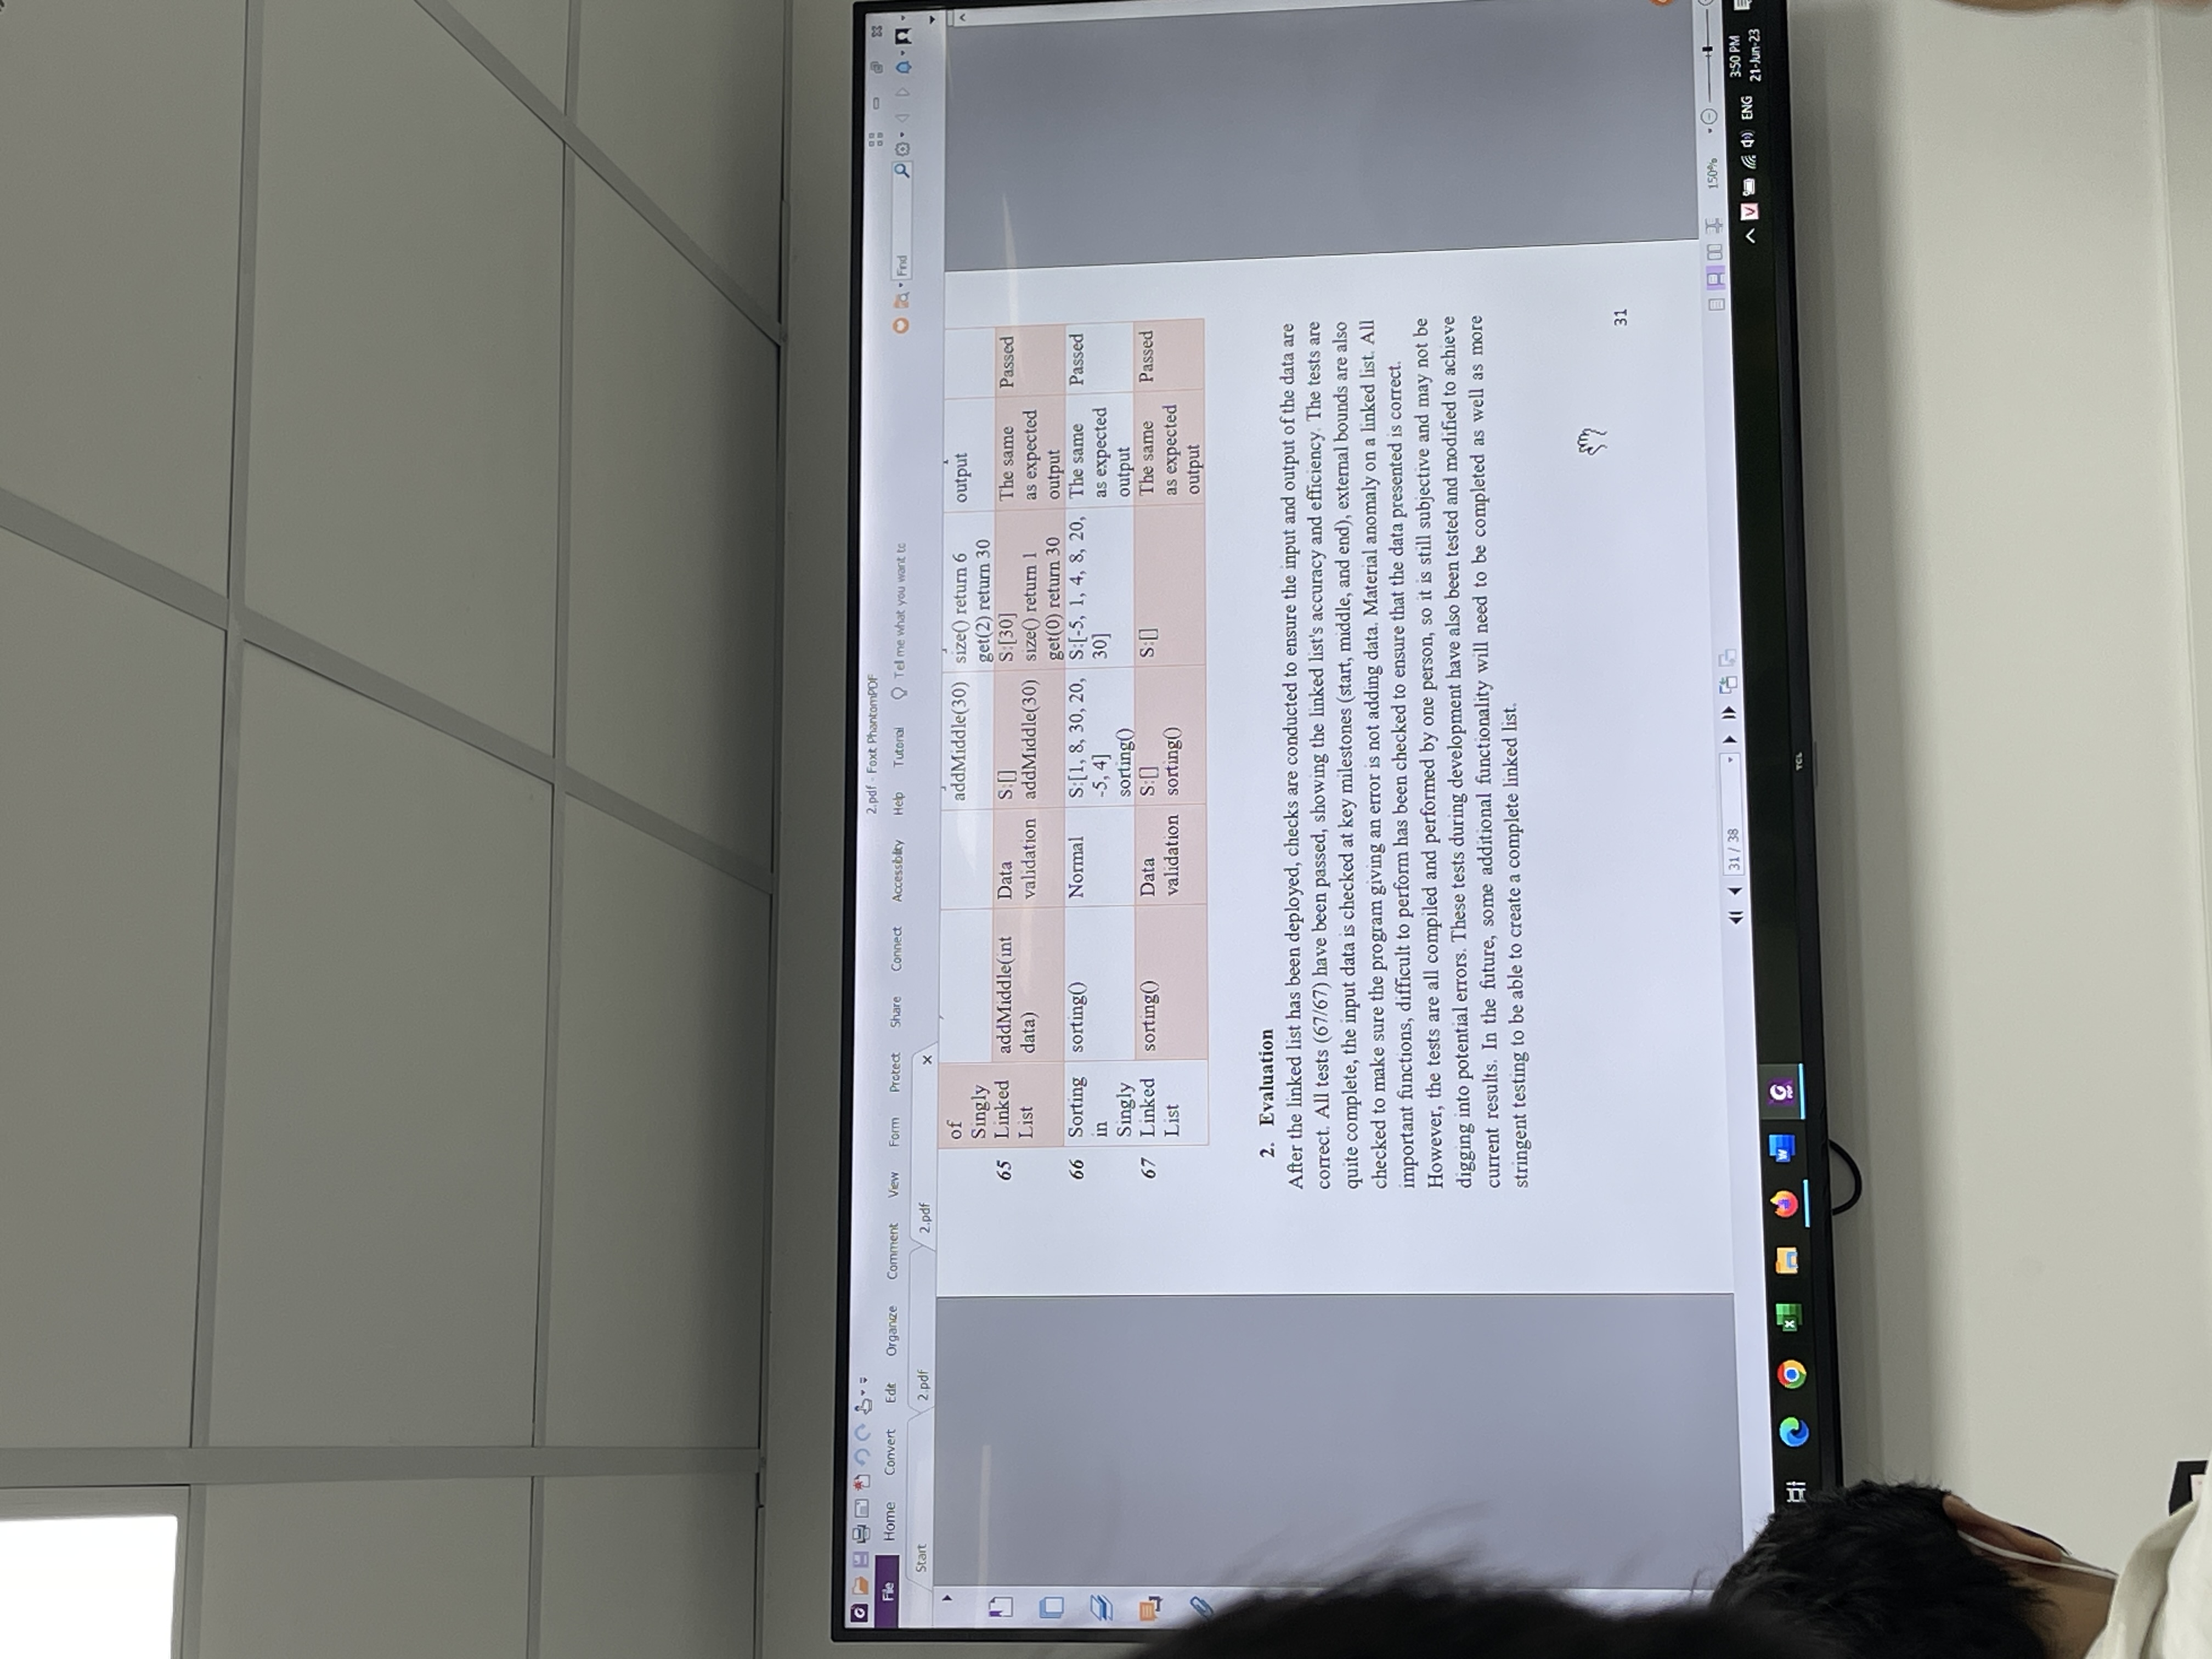 2.pdf - Foxit PhantomPDF
File Home Convert Edit Organize Comment View Form Protect Share Connect Accessibility Help Tutorial Tell me what you want to Find
Start 2.pdf 2.pdf
of addMiddle(30) size() return 6 output
Singly get(2) return 30
65 Linked addMiddle(int Data S:[] S:[30] The same Passed
List data) validation addMiddle(30) size() return 1 as expected
get(0) return 30 output
66 Sorting sorting() Normal S:[1, 8, 30, 20, S:[-5, 1, 4, 8, 20, The same Passed
in -5, 4] 30] as expected
Singly sorting() output
67 Linked sorting() Data S:[] S:[] The same Passed
List validation sorting() as expected
output
2. Evaluation
After the linked list has been deployed, checks are conducted to ensure the input and output of the data are
correct. All tests (67/67) have been passed, showing the linked list's accuracy and efficiency. The tests are
quite complete, the input data is checked at key milestones (start, middle, and end), external bounds are also
checked to make sure the program giving an error is not adding data. Material anomaly on a linked list. All
important functions, difficult to perform has been checked to ensure that the data presented is correct.
However, the tests are all compiled and performed by one person, so it is still subjective and may not be
digging into potential errors. These tests during development have also been tested and modified to achieve
current results. In the future, some additional functionality will need to be completed as well as more
stringent testing to be able to create a complete linked list.
31
31 / 38
150%
ENG
3:50 PM
21-Jun-23
TCL